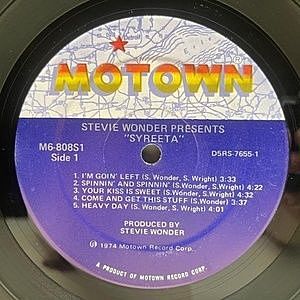 MOTOWN
STEVIE WONDER PRESENTS
"SYREETA"
M6-808S1
Side 1
D5RS-7655-1
1. I'M GOIN' LEFT (S. Wonder, S. Wright) 3:33
2. SPINNIN' AND SPINNIN' (S. Wonder, S. Wright) 4:22
3. YOUR KISS IS SWEET (S. Wonder, S. Wright) 4:32
4. COME AND GET THIS STUFF (S. Wonder) 3:37
5. HEAVY DAY (S. Wonder, S. Wright) 1:05
PRODUCED BY
STEVIE WONDER
℗ 1974 Motown Record Corp.
A PRODUCT OF MOTOWN RECORD CORP.